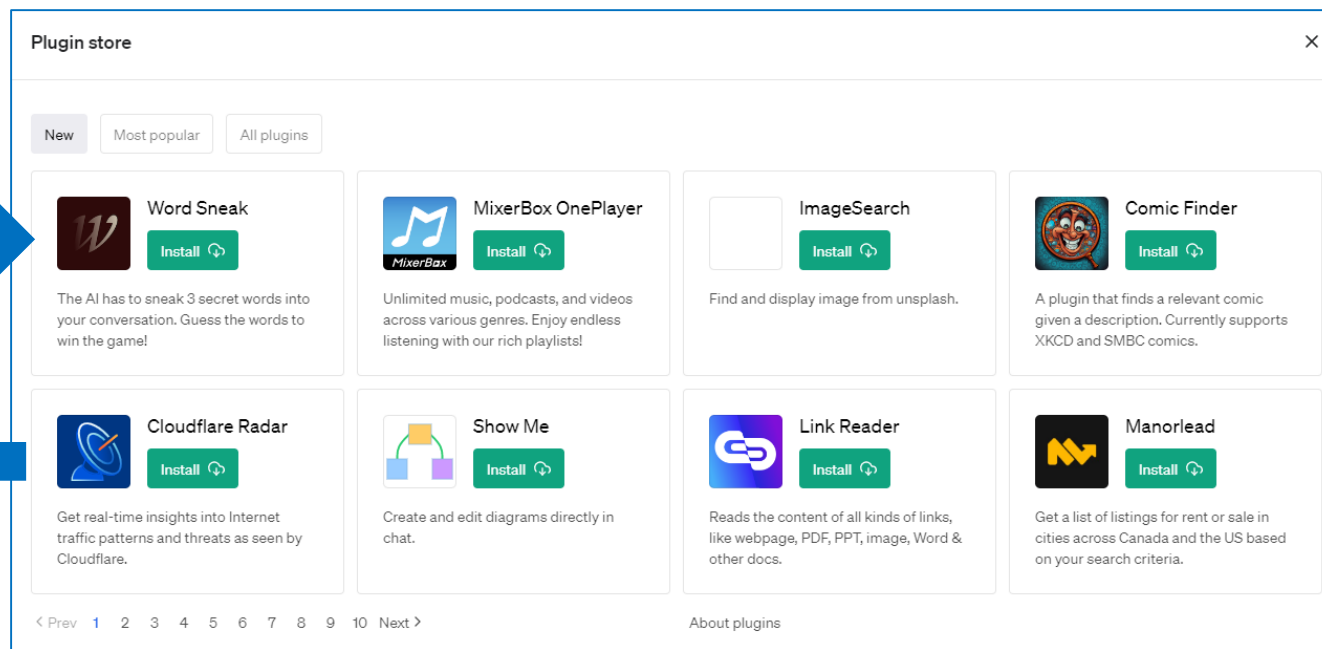 Plugin store
New Most popular All plugins
Word Sneak
Install
The AI has to sneak 3 secret words into
your conversation. Guess the words to
win the game!
MixerBox
MixerBox OnePlayer
Install
Unlimited music, podcasts, and videos
across various genres. Enjoy endless
listening with our rich playlists!
ImageSearch
Install
Find and display image from unsplash.
Comic Finder
Install
A plugin that finds a relevant comic
given a description. Currently supports
XKCD and SMBC comics.
Cloudflare Radar
Install
Get real-time insights into Internet
traffic patterns and threats as seen by
Cloudflare.
Show Me
Install
Create and edit diagrams directly in
chat.
Link Reader
Install
Reads the content of all kinds of links,
like webpage, PDF, PPT, image, Word &
other docs.
Manorlead
Install
Get a list of listings for rent or sale in
cities across Canada and the US based
on your search criteria.
Prev 1 2 3 4 5 6 7 8 9 10 Next
About plugins